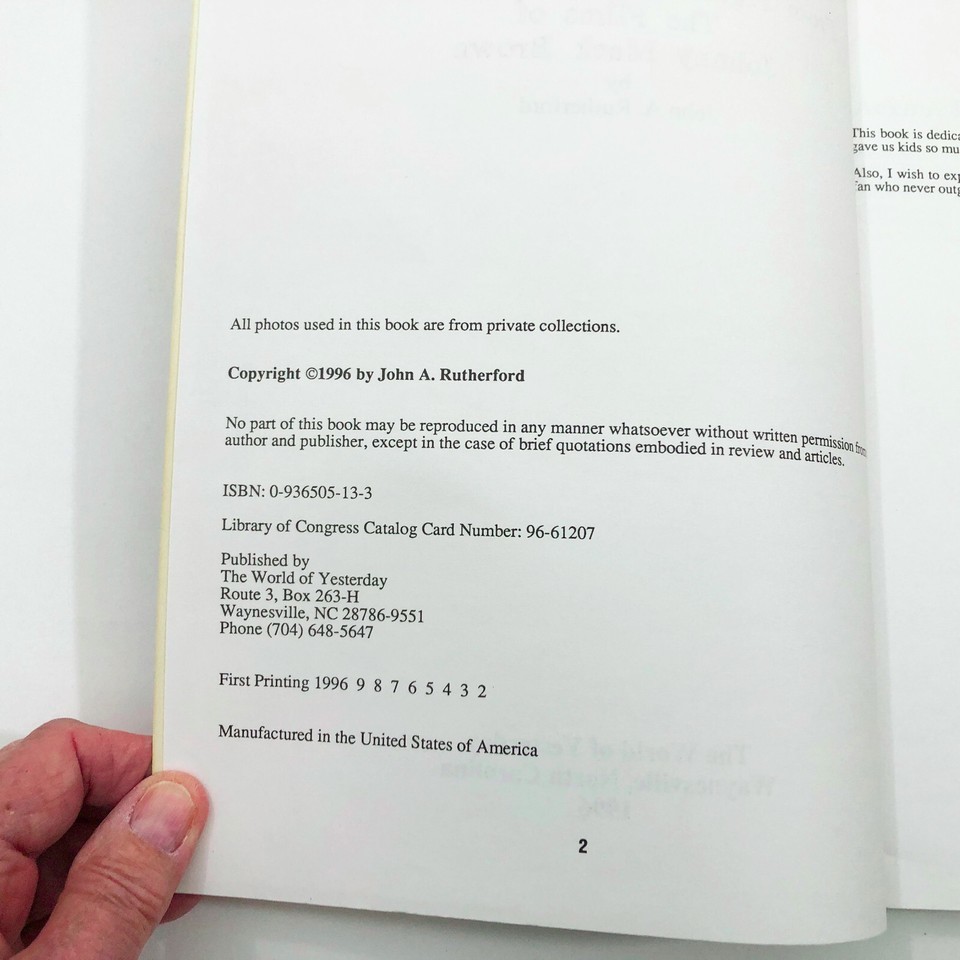 All photos used in this book are from private collections.
Copyright ©1996 by John A. Rutherford
No part of this book may be reproduced in any manner whatsoever without written permission from
author and publisher, except in the case of brief quotations embodied in review and articles.
ISBN: 0-936505-13-3
Library of Congress Catalog Card Number: 96-61207
Published by
The World of Yesterday
Route 3, Box 263-H
Waynesville, NC 28786-9551
Phone (704) 648-5647
First Printing 1996 9 8 7 6 5 4 3 2
Manufactured in the United States of America
2
This book is
gave us kids so
Also, I wish to
fan who never